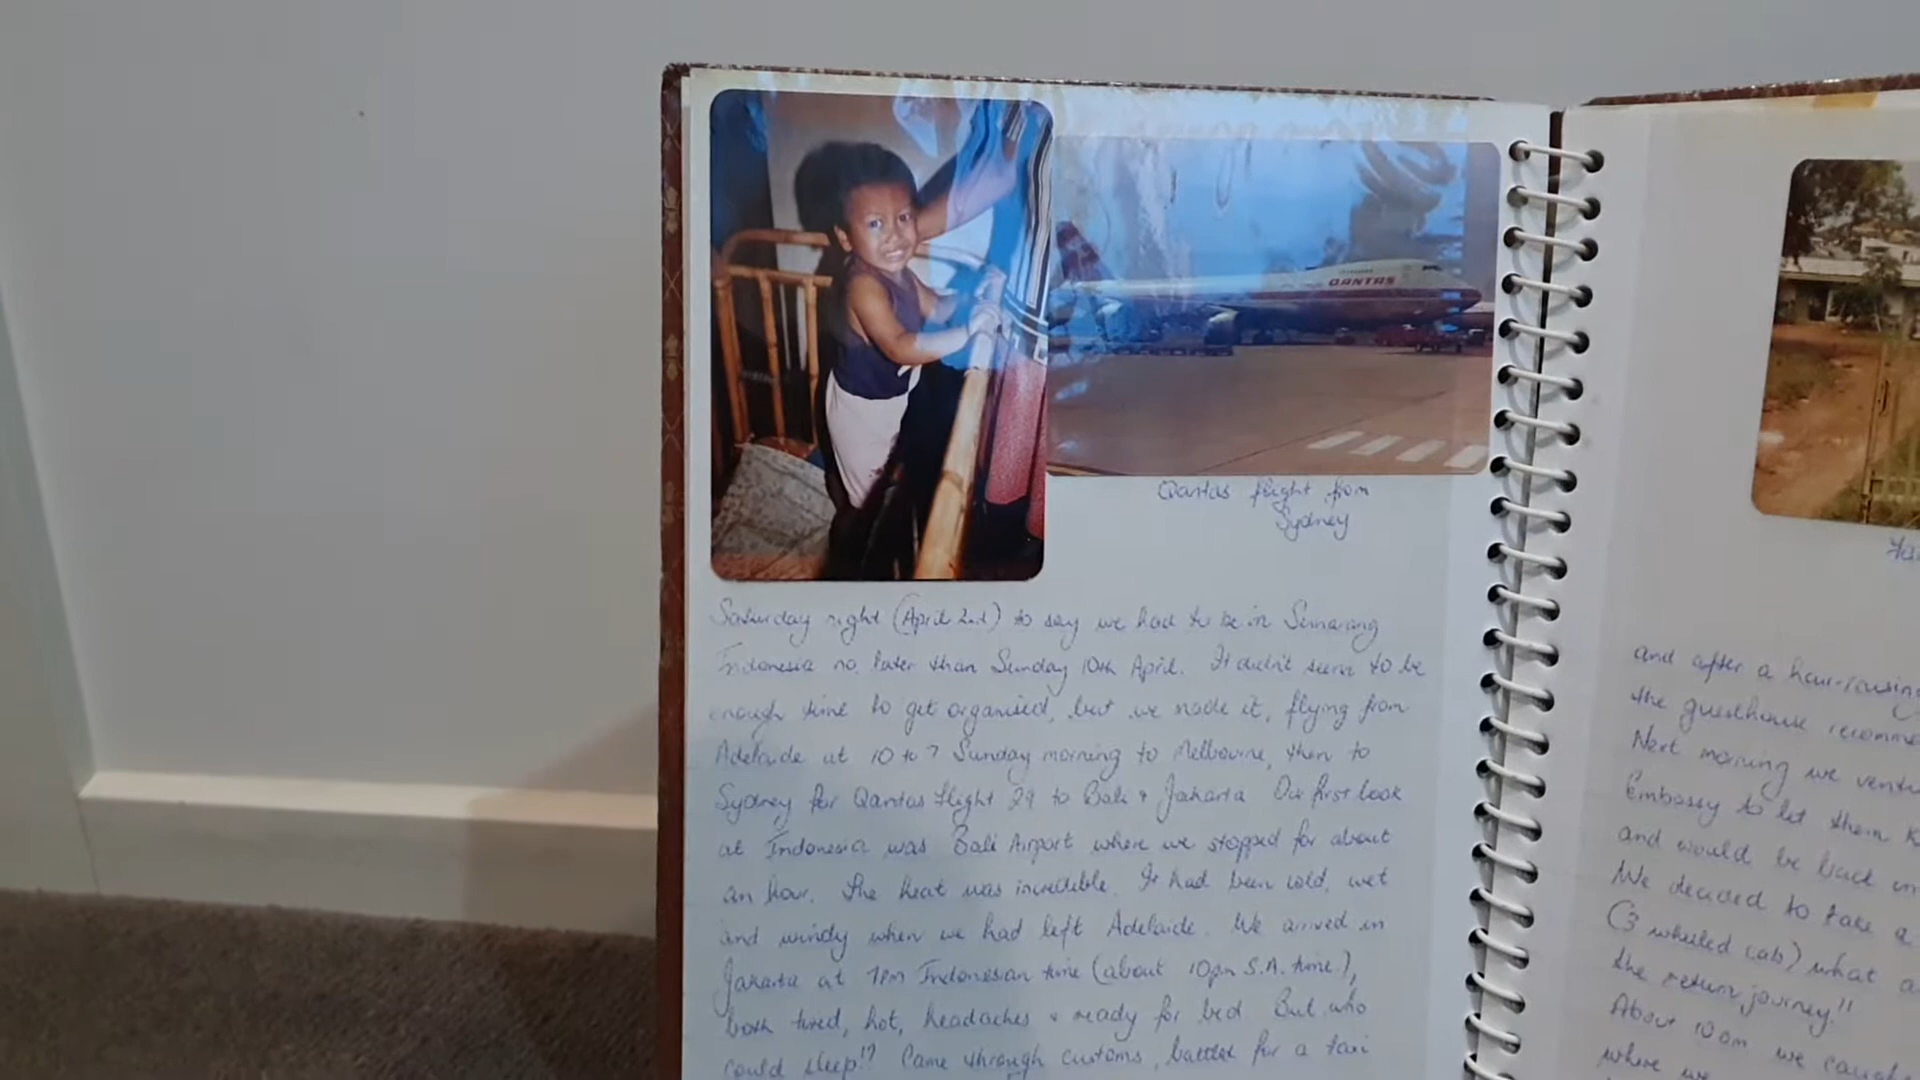 QANTAS
Qantas flight from
Sydney
Saturday night (April 2nd) to say we had to be in Semarang
Indonesia no later than Sunday 10th April. It didn't seem to be
enough time to get organised, but we made it, flying from
Adelaide at 10 to 7 Sunday morning to Melbourne, then to
Sydney for Qantas flight 29 to Bali & Jakarta Our first look
at Indonesia was Bali Airport where we stopped for about
an hour. The heat was incredible. It had been cold, wet
and windy when we had left Adelaide. We arrived in
Jakarta at 7pm Indonesian time (about 10pm S.A. time.),
both tired, hot, headaches & ready for bed. But who
could sleep!? Came through customs, battled for a taxi
and after a hair-raising
the guesthouse
Next morning we
Embassy to let them
and would be back
We decided to take a
(3 wheeled cab) what a
the return journey!!
About 10am we caught
where we